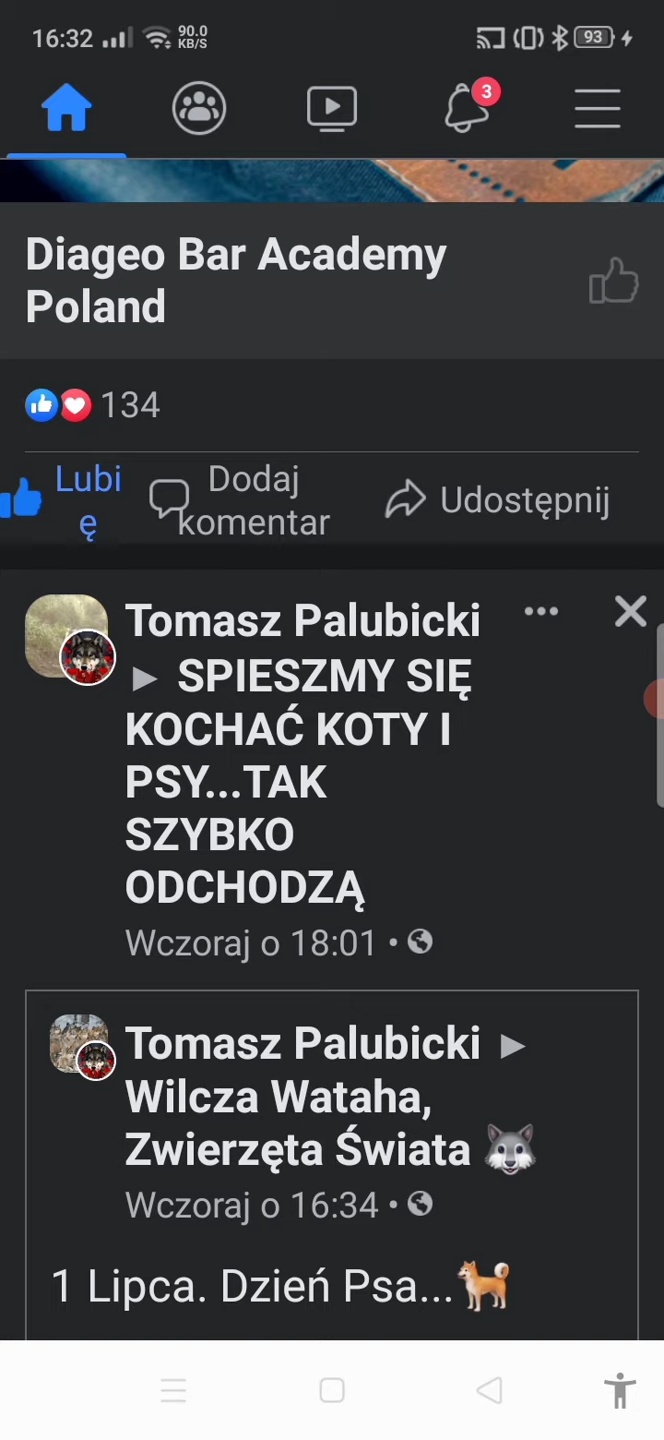 16:32 90.0 KB/S 93
3
Diageo Bar Academy
Poland
134
Lubi
ę
Dodaj
komentar
Udostępnij
Tomasz Palubicki
► SPIESZMY SIĘ
KOCHAĆ KOTY I
PSY...TAK
SZYBKO
ODCHODZĄ
Wczoraj o 18:01 •
Tomasz Palubicki ►
Wilcza Wataha,
Zwierzęta Świata 🐺
Wczoraj o 16:34 •
1 Lipca. Dzień Psa...🐕